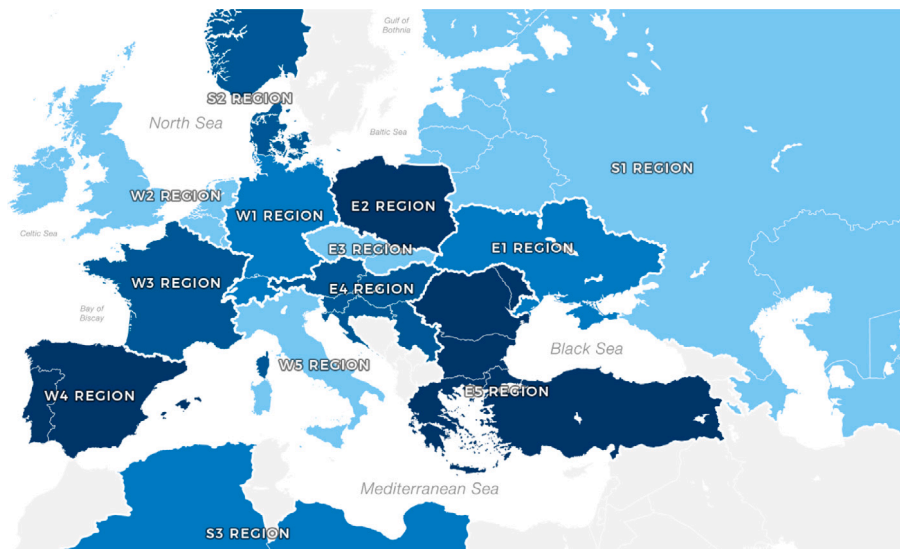 Gulf of
Bothnia
S2 REGION
North Sea
Baltic Sea
S1 REGION
W2 REGION
W1 REGION
E2 REGION
Celtic Sea
E3 REGION
E1 REGION
W3 REGION
E4 REGION
Bay of
Biscay
Black Sea
W5 REGION
W4 REGION
E5 REGION
Mediterranean Sea
S3 REGION